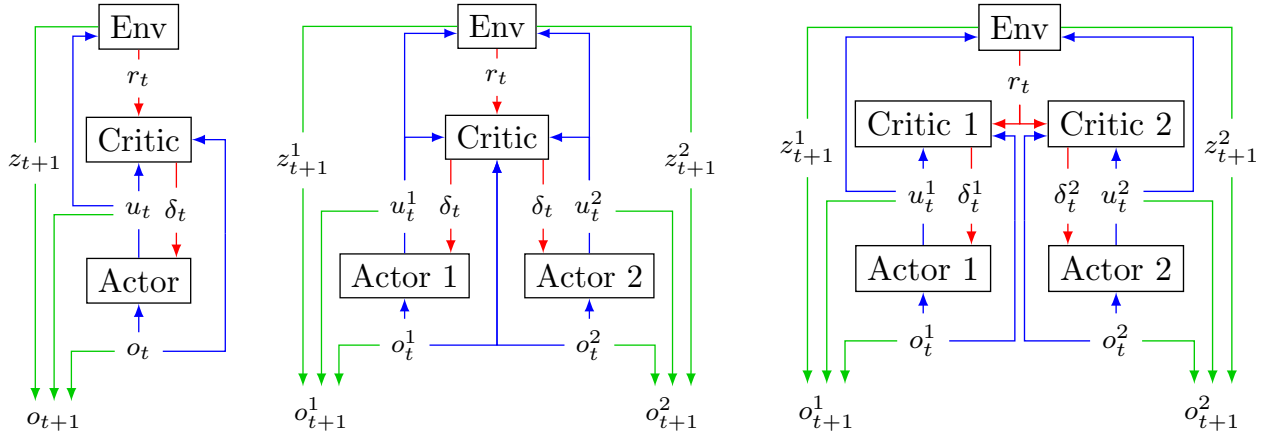 Env
r_t
Critic
z_{t+1}
u_t δ_t
Actor
o_t
o_{t+1}
Env
r_t
Critic
z^1_{t+1} z^2_{t+1}
u^1_t δ_t δ_t u^2_t
Actor 1 Actor 2
o^1_t o^2_t
o^1_{t+1} o^2_{t+1}
Env
r_t
Critic 1 Critic 2
z^1_{t+1} z^2_{t+1}
u^1_t δ^1_t δ^2_t u^2_t
Actor 1 Actor 2
o^1_t o^2_t
o^1_{t+1} o^2_{t+1}